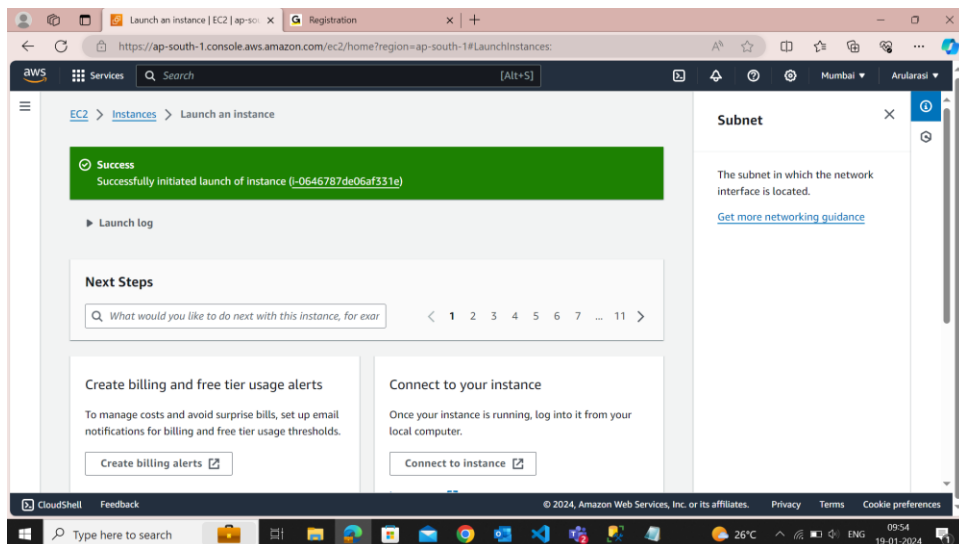 Launch an instance | EC2 | ap-sou
Registration
https://ap-south-1.console.aws.amazon.com/ec2/home?region=ap-south-1#LaunchInstances:
aws
Services
Search
[Alt+S]
Mumbai
Arularasi
EC2 > Instances > Launch an instance
Success
Successfully initiated launch of instance (i-0646787de06af331e)
Launch log
Next Steps
What would you like to do next with this instance, for exar
1 2 3 4 5 6 7 ... 11
Create billing and free tier usage alerts
To manage costs and avoid surprise bills, set up email
notifications for billing and free tier usage thresholds.
Create billing alerts
Connect to your instance
Once your instance is running, log into it from your
local computer.
Connect to instance
Subnet
The subnet in which the network
interface is located.
Get more networking guidance
CloudShell
Feedback
© 2024, Amazon Web Services, Inc. or its affiliates.
Privacy
Terms
Cookie preferences
Type here to search
26°C
ENG
09:54
19-01-2024